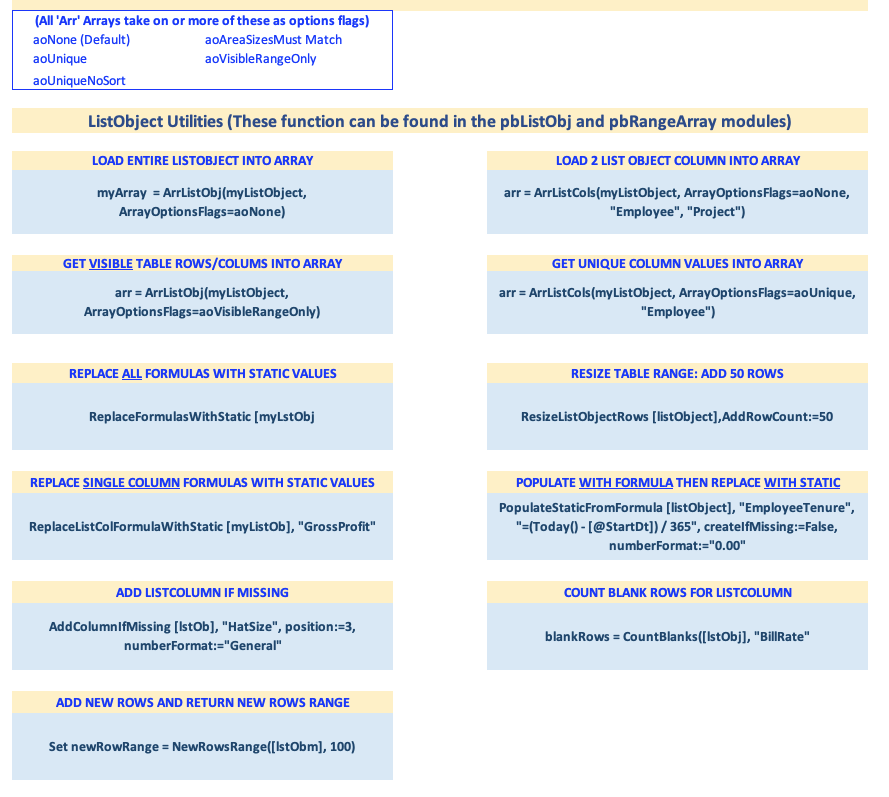 (All 'Arr' Arrays take on or more of these as options flags)
aoNone (Default)
aoAreaSizesMust Match
aoUnique
aoVisibleRangeOnly
aoUniqueNoSort
ListObject Utilities (These function can be found in the pbListObj and pbRangeArray modules)
LOAD ENTIRE LISTOBJECT INTO ARRAY
myArray  = ArrListObj(myListObject,
ArrayOptionsFlags=aoNone)
LOAD 2 LIST OBJECT COLUMN INTO ARRAY
arr = ArrListCols(myListObject, ArrayOptionsFlags=aoNone,
"Employee", "Project")
GET VISIBLE TABLE ROWS/COLUMS INTO ARRAY
arr = ArrListObj(myListObject,
ArrayOptionsFlags=aoVisibleRangeOnly)
GET UNIQUE COLUMN VALUES INTO ARRAY
arr = ArrListCols(myListObject, ArrayOptionsFlags=aoUnique,
"Employee")
REPLACE ALL FORMULAS WITH STATIC VALUES
ReplaceFormulasWithStatic [myLstObj
RESIZE TABLE RANGE: ADD 50 ROWS
ResizeListObjectRows [listObject],AddRowCount:=50
REPLACE SINGLE COLUMN FORMULAS WITH STATIC VALUES
ReplaceListColFormulaWithStatic [myListOb], "GrossProfit"
POPULATE WITH FORMULA THEN REPLACE WITH STATIC
PopulateStaticFromFormula [listObject], "EmployeeTenure",
"=(Today() - [@StartDt]) / 365", createIfMissing:=False,
numberFormat:="0.00"
ADD LISTCOLUMN IF MISSING
AddColumnIfMissing [lstOb], "HatSize", position:=3,
numberFormat:="General"
COUNT BLANK ROWS FOR LISTCOLUMN
blankRows = CountBlanks([lstObj], "BillRate"
ADD NEW ROWS AND RETURN NEW ROWS RANGE
Set newRowRange = NewRowsRange([lstObm], 100)